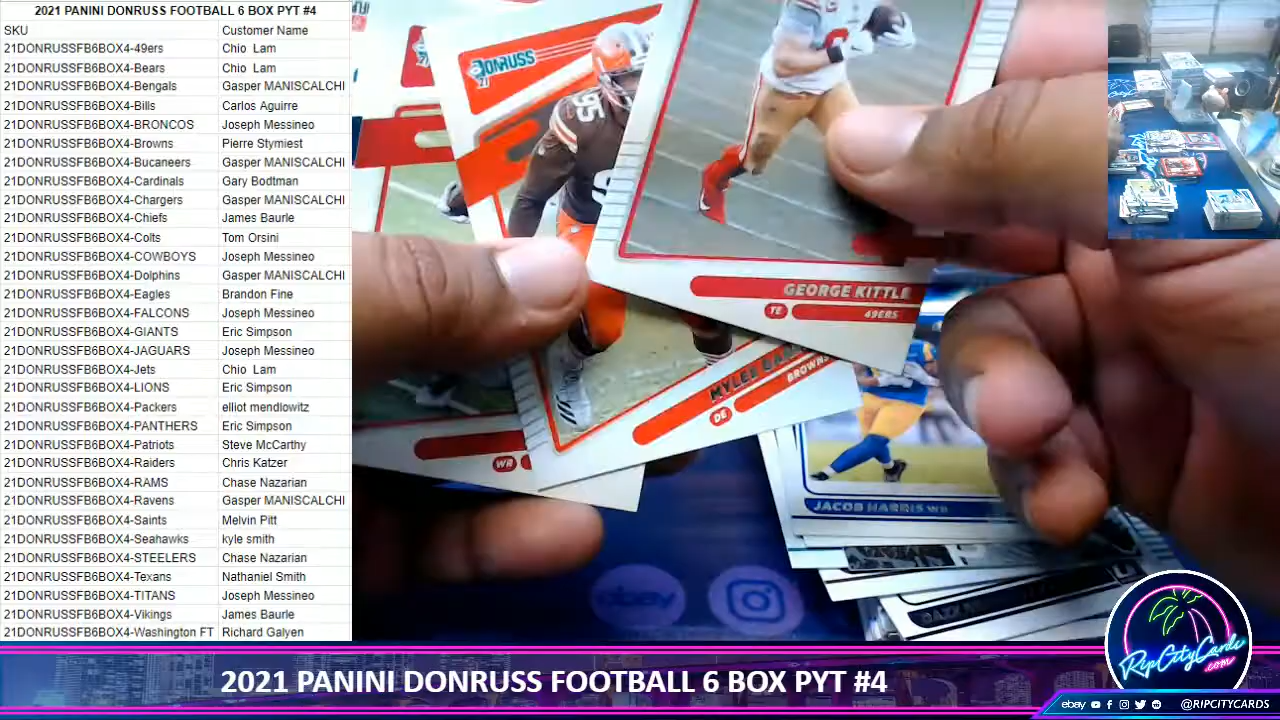 2021 PANINI DONRUSS FOOTBALL 6 BOX PYT #4
SKU Customer Name
21DONRUSSFB6BOX4-49ers Chio Lam
21DONRUSSFB6BOX4-Bears Chio Lam
21DONRUSSFB6BOX4-Bengals Gasper MANISCALCHI
21DONRUSSFB6BOX4-Bills Carlos Aguirre
21DONRUSSFB6BOX4-BRONCOS Joseph Messineo
21DONRUSSFB6BOX4-Browns Pierre Stymiest
21DONRUSSFB6BOX4-Bucaneers Gasper MANISCALCHI
21DONRUSSFB6BOX4-Cardinals Gary Bodtman
21DONRUSSFB6BOX4-Chargers Gasper MANISCALCHI
21DONRUSSFB6BOX4-Chiefs James Baurle
21DONRUSSFB6BOX4-Colts Tom Orsini
21DONRUSSFB6BOX4-COWBOYS Joseph Messineo
21DONRUSSFB6BOX4-Dolphins Gasper MANISCALCHI
21DONRUSSFB6BOX4-Eagles Brandon Fine
21DONRUSSFB6BOX4-FALCONS Joseph Messineo
21DONRUSSFB6BOX4-GIANTS Eric Simpson
21DONRUSSFB6BOX4-JAGUARS Joseph Messineo
21DONRUSSFB6BOX4-Jets Chio Lam
21DONRUSSFB6BOX4-LIONS Eric Simpson
21DONRUSSFB6BOX4-Packers elliot mendlowitz
21DONRUSSFB6BOX4-PANTHERS Eric Simpson
21DONRUSSFB6BOX4-Patriots Steve McCarthy
21DONRUSSFB6BOX4-Raiders Chris Katzer
21DONRUSSFB6BOX4-RAMS Chase Nazarian
21DONRUSSFB6BOX4-Ravens Gasper MANISCALCHI
21DONRUSSFB6BOX4-Saints Melvin Pitt
21DONRUSSFB6BOX4-Seahawks kyle smith
21DONRUSSFB6BOX4-STEELERS Chase Nazarian
21DONRUSSFB6BOX4-Texans Nathaniel Smith
21DONRUSSFB6BOX4-TITANS Joseph Messineo
21DONRUSSFB6BOX4-Vikings James Baurle
21DONRUSSFB6BOX4-Washington FT Richard Galyen
DONRUSS
95
GEORGE KITTLE
TE 49ERS
MYLES
DE BROWNS
WR
JACOB HARRIS WR
ebay
RipCityCards
.com
2021 PANINI DONRUSS FOOTBALL 6 BOX PYT #4
ebay @RIPCITYCARDS